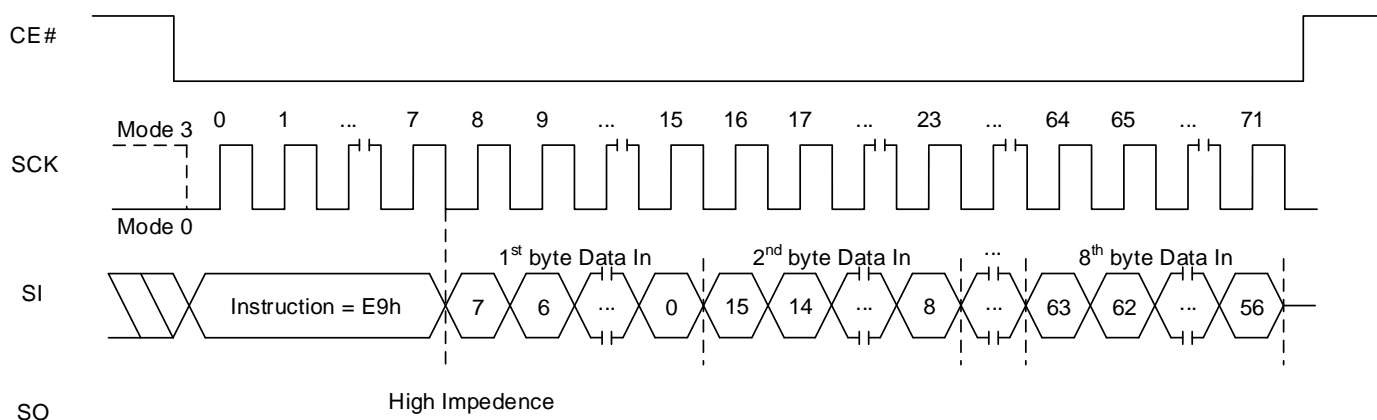 CE#
0 1 ... 7 8 9 ... 15 16 17 ... 23 ... 64 65 ... 71
Mode 3
SCK
Mode 0
1st byte Data In 2nd byte Data In ... 8th byte Data In
SI Instruction = E9h 7 6 ... 0 15 14 ... 8 ... 63 62 ... 56
High Impedence
SO